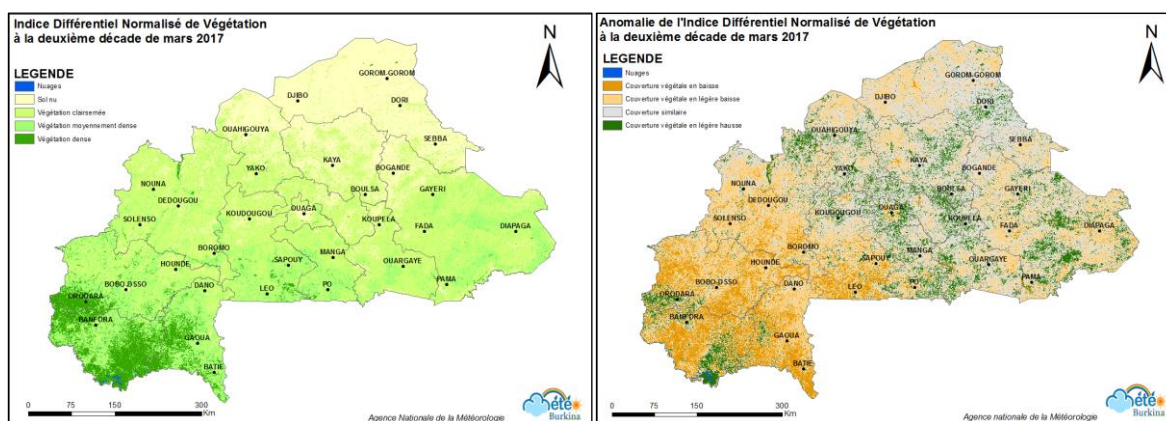 Indice Différentiel Normalisé de Végétation
à la deuxième décade de mars 2017
N
LEGENDE
Nuages
Sol nu
Végétation clairsemée
Végétation moyennement dense
Végétation dense
GOROM-GOROM
DJIBO
DORI
OUAHIGOUYA
SEBBA
YAKO
KAYA
BOGANDE
NOUNA
BOULSA
GAYERI
DEDOUGOU
SOLENSO
KOUDOUGOU
OUAGA
KOUPELA
FADA
DIAPAGA
BOROMO
HOUNDE
SAPOUY
MANGA
OUARGAYE
BOBO-DSSO
DANO
LEO
PO
PAMA
ORODARA
BANFORA
GAOUA
BATIE
0 75 150 300
Km
Agence Nationale de la Météorologie
Météo
Burkina
Anomalie de l'Indice Différentiel Normalisé de Végétation
à la deuxième décade de mars 2017
N
LEGENDE
Nuages
Couverture végétale en baisse
Couverture végétale en légère baisse
Couverture similaire
Couverture végétale en légère hausse
GOROM-GOROM
DJIBO
DORI
OUAHIGOUYA
SEBBA
YAKO
KAYA
BOGANDE
NOUNA
BOULSA
GAYERI
DEDOUGOU
SOLENSO
KOUDOUGOU
OUAGA
KOUPELA
FADA
DIAPAGA
BOROMO
HOUNDE
SAPOUY
MANGA
OUARGAYE
BOBO-DSSO
DANO
LEO
PO
PAMA
ORODARA
BANFORA
GAOUA
BATIE
0 75 150 300
Km
Agence nationale de la Météorologie
Météo
Burkina